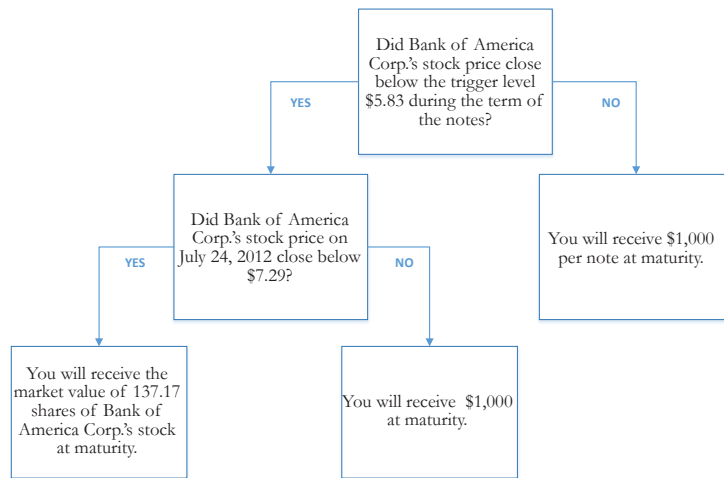 Did Bank of America
Corp.'s stock price close
below the trigger level
$5.83 during the term of
the notes?
YES
NO
Did Bank of America
Corp.'s stock price on
July 24, 2012 close below
$7.29?
You will receive $1,000
per note at maturity.
YES
NO
You will receive the
market value of 137.17
shares of Bank of
America Corp.'s stock
at maturity.
You will receive $1,000
at maturity.